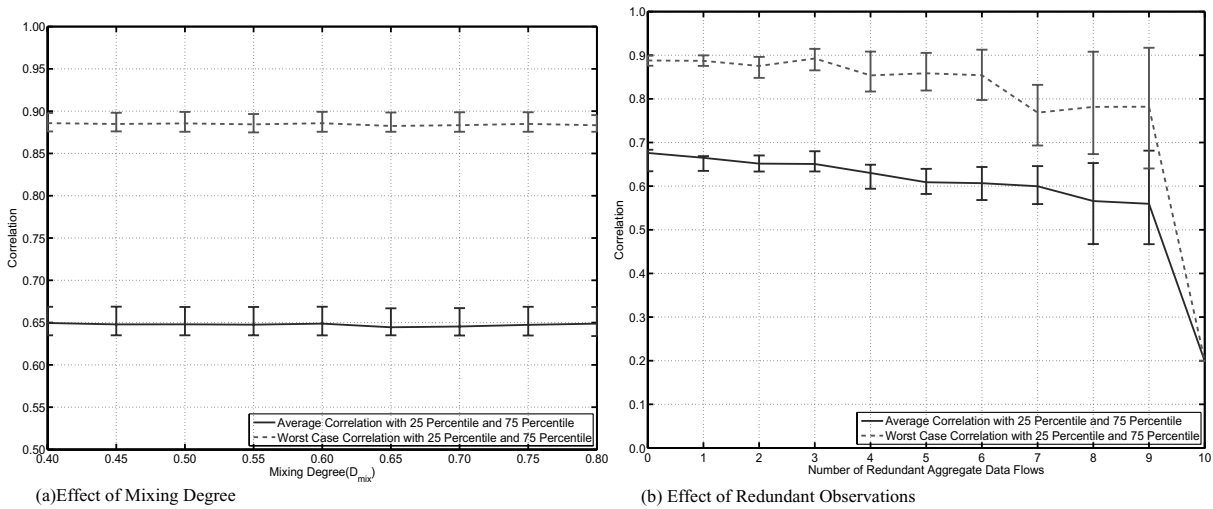 1.00
0.95
0.90
0.85
0.80
0.75
0.70
0.65
0.60
0.55
0.50
Correlation
0.40 0.45 0.50 0.55 0.60 0.65 0.70 0.75 0.80
Mixing Degree(D_mix)
Average Correlation with 25 Percentile and 75 Percentile
Worst Case Correlation with 25 Percentile and 75 Percentile
(a)Effect of Mixing Degree
1.0
0.9
0.8
0.7
0.6
0.5
0.4
0.3
0.2
0.1
0.0
Correlation
0 1 2 3 4 5 6 7 8 9 10
Number of Redundant Aggregate Data Flows
Average Correlation with 25 Percentile and 75 Percentile
Worst Case Correlation with 25 Percentile and 75 Percentile
(b) Effect of Redundant Observations